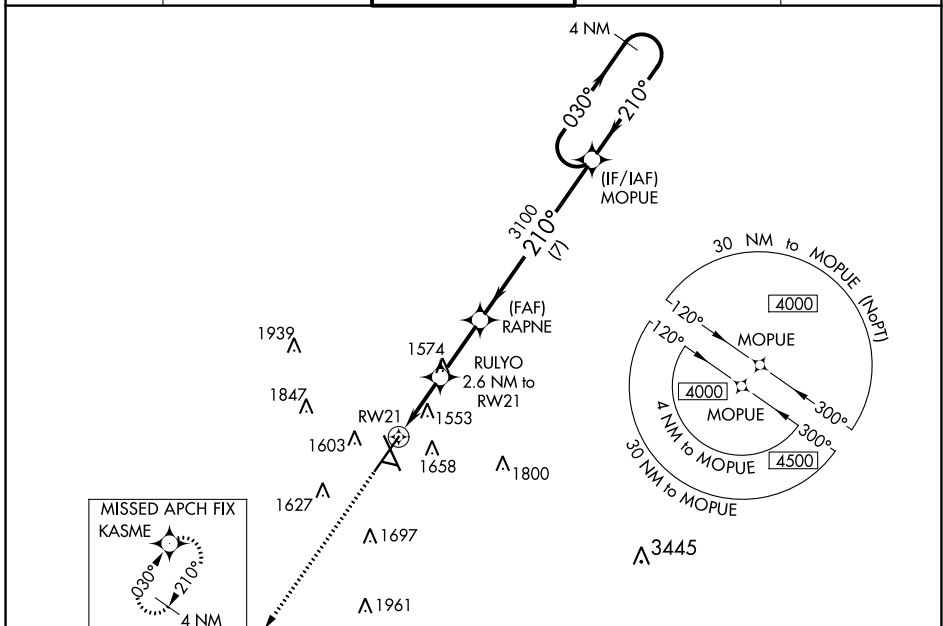 4 NM
030°
210°
(IF/IAF)
MOPUE
3100
210°
(7)
30 NM to MOPUE (NoPT)
4000
120°
MOPUE
300°
120°
4000
MOPUE
300°
4 NM to MOPUE
4500
30 NM to MOPUE
(FAF)
RAPNE
1939
1574
RULYO
2.6 NM to
RW21
1847
RW21
1553
1603
1658
1800
1627
1697
3445
1961
MISSED APCH FIX
KASME
030°
210°
4 NM